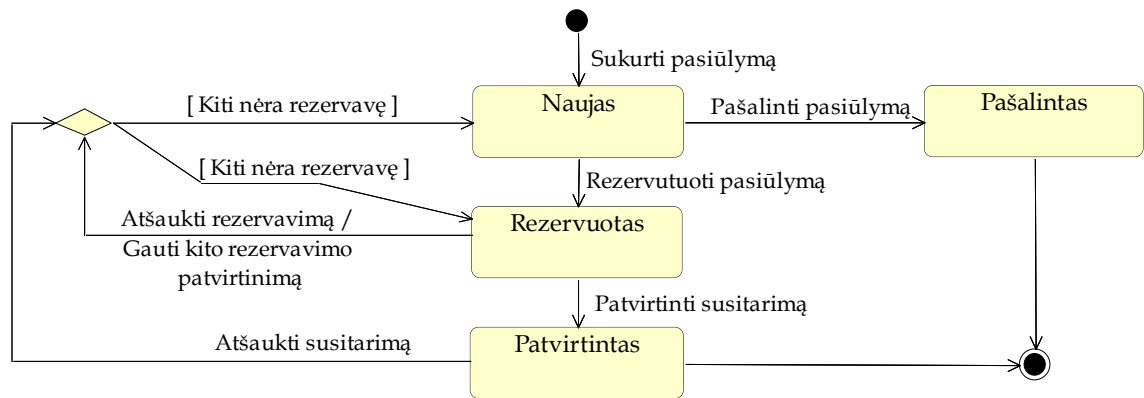 Sukurti pasiūlymą
[ Kiti nėra rezervavę ]
Naujas
Pašalinti pasiūlymą
Pašalintas
[ Kiti nėra rezervavę ]
Rezervutuoti pasiūlymą
Atšaukti rezervavimą /
Gauti kito rezervavimo
patvirtinimą
Rezervuotas
Patvirtinti susitarimą
Atšaukti susitarimą
Patvirtintas